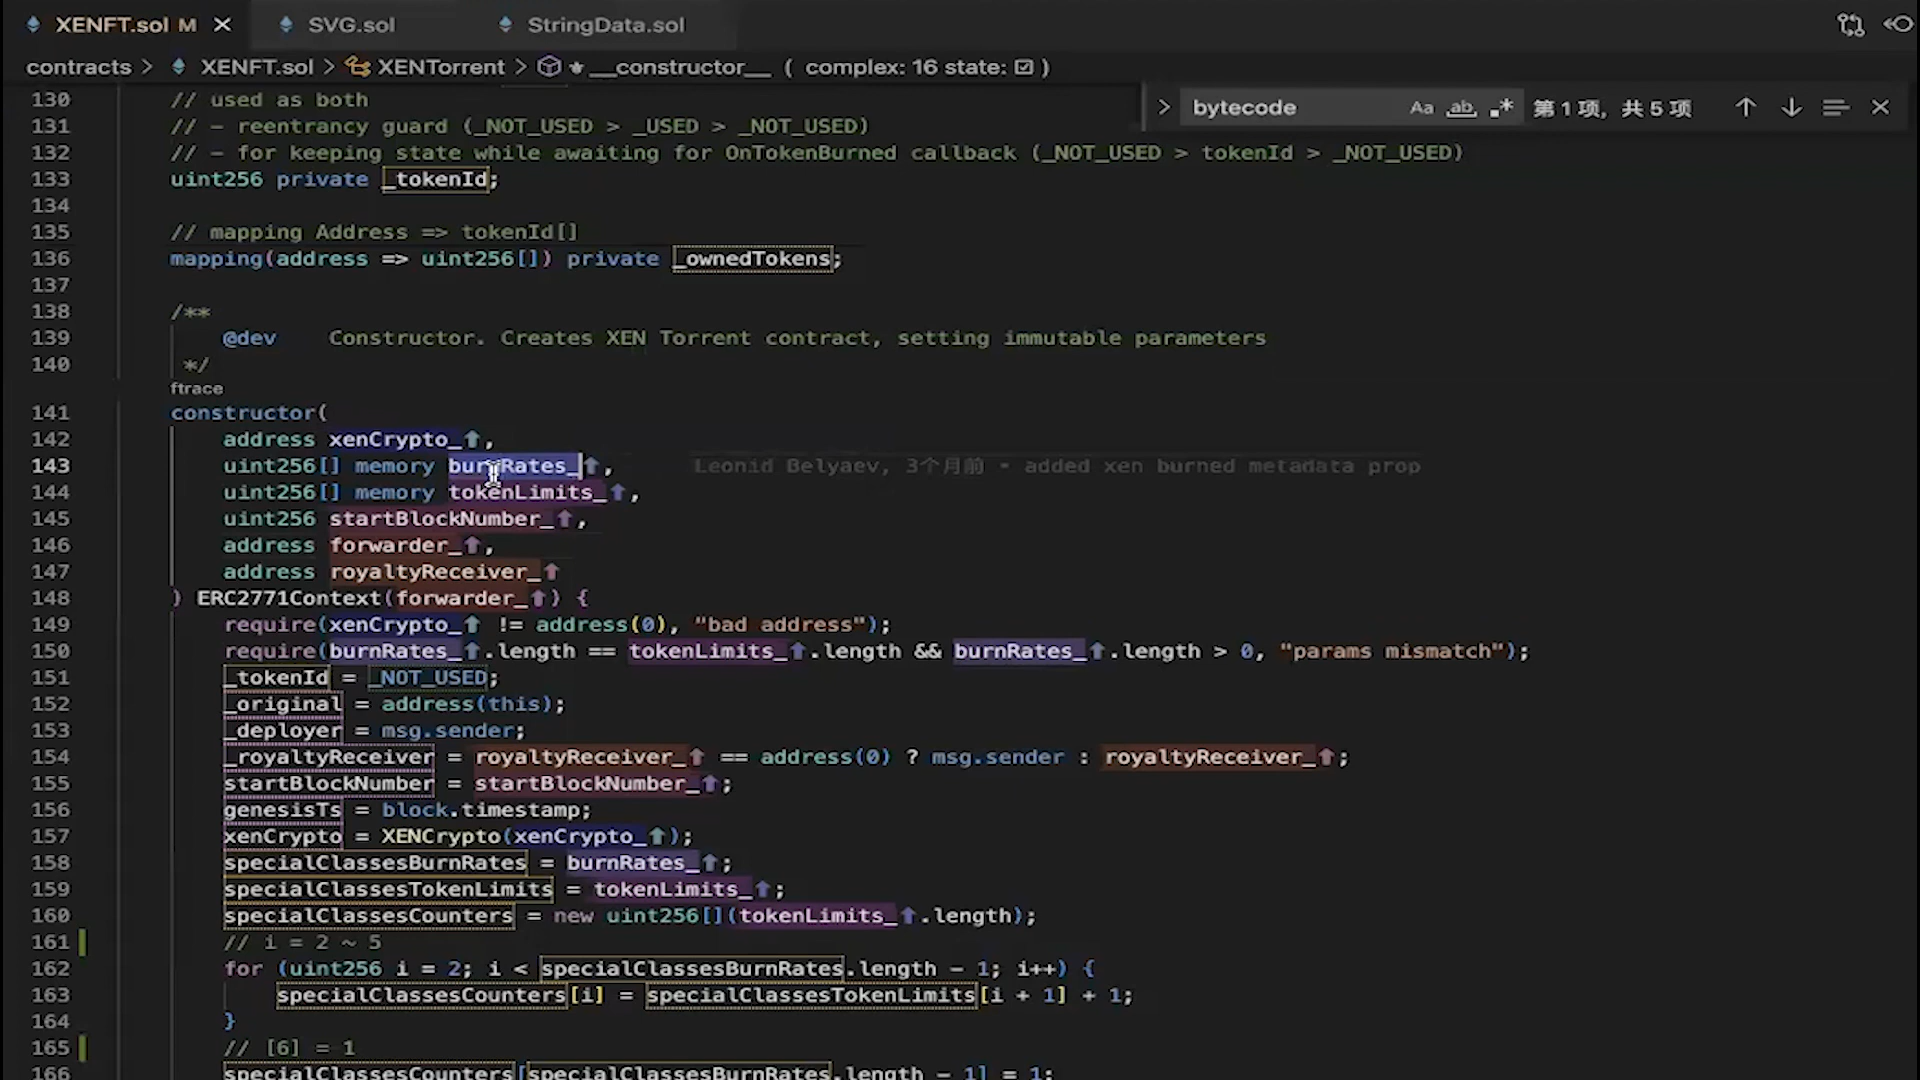 XENFT.sol M
SVG.sol
StringData.sol
contracts > XENFT.sol > XENTorrent > __constructor__ ( complex: 16 state: ☑ )
bytecode
Aa ab .* 第 1 项, 共 5 项
130 // used as both
131 // – reentrancy guard (_NOT_USED > _USED > _NOT_USED)
132 // – for keeping state while awaiting for OnTokenBurned callback (_NOT_USED > tokenId > _NOT_USED)
133 uint256 private _tokenId;
134
135 // mapping Address => tokenId[]
136 mapping(address => uint256[]) private _ownedTokens;
137
138 /**
139 @dev Constructor. Creates XEN Torrent contract, setting immutable parameters
140 */
ftrace
141 constructor(
142 address xenCrypto_⬆,
143 uint256[] memory burnRates_⬆, Leonid Belyaev, 3个月前 • added xen burned metadata prop
144 uint256[] memory tokenLimits_⬆,
145 uint256 startBlockNumber_⬆,
146 address forwarder_⬆,
147 address royaltyReceiver_⬆
148 ) ERC2771Context(forwarder_⬆) {
149 require(xenCrypto_⬆ != address(0), "bad address");
150 require(burnRates_⬆.length == tokenLimits_⬆.length && burnRates_⬆.length > 0, "params mismatch");
151 _tokenId = _NOT_USED;
152 _original = address(this);
153 _deployer = msg.sender;
154 _royaltyReceiver = royaltyReceiver_⬆ == address(0) ? msg.sender : royaltyReceiver_⬆;
155 startBlockNumber = startBlockNumber_⬆;
156 genesisTs = block.timestamp;
157 xenCrypto = XENCrypto(xenCrypto_⬆);
158 specialClassesBurnRates = burnRates_⬆;
159 specialClassesTokenLimits = tokenLimits_⬆;
160 specialClassesCounters = new uint256[](tokenLimits_⬆.length);
161 // i = 2 ~ 5
162 for (uint256 i = 2; i < specialClassesBurnRates.length – 1; i++) {
163 specialClassesCounters[i] = specialClassesTokenLimits[i + 1] + 1;
164 }
165 // [6] = 1
166 specialClassesCounters[specialClassesBurnRates.length – 1] = 1;